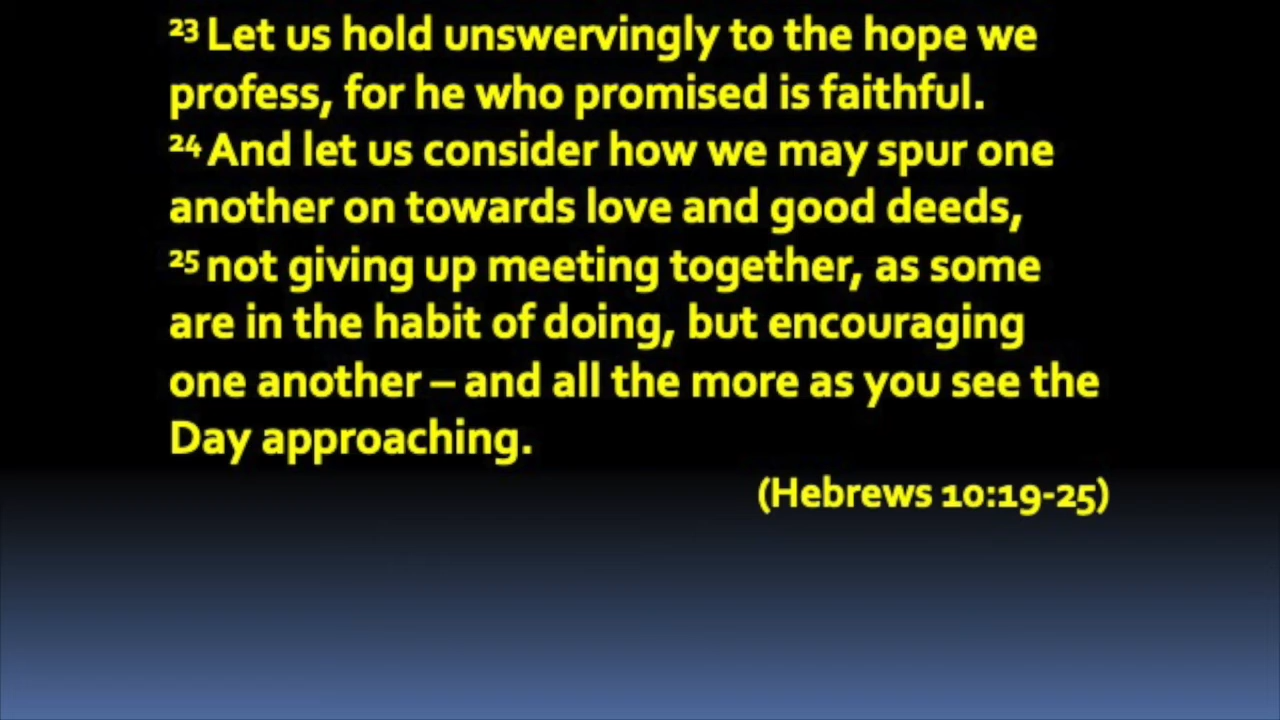 23 Let us hold unswervingly to the hope we
profess, for he who promised is faithful.
24 And let us consider how we may spur one
another on towards love and good deeds,
25 not giving up meeting together, as some
are in the habit of doing, but encouraging
one another – and all the more as you see the
Day approaching.
(Hebrews 10:19-25)